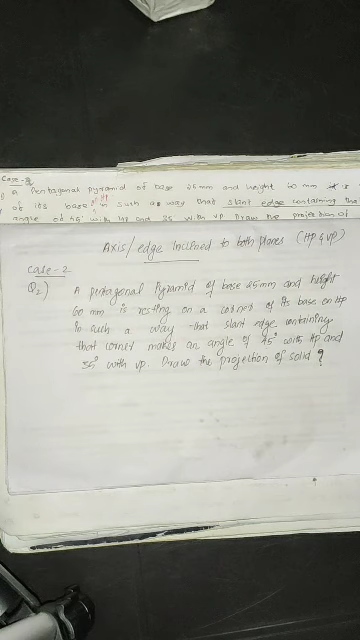 Case-
A Pentagonal Pyramid of base 25mm and height 60 mm is
of its base in such a way that slant edge containing the
angle of 45° with HP and 35 with VP Draw the projection of
Axis/edge inclined to both planes (HP & VP)
Case-2
Q2) A pentagonal Pyramid of base 25mm and height
60 mm is resting on a corner of its base on HP
in such a way that slant edge containing
that corner makes an angle of 45° with HP and
35° with VP. Draw the projection of solid?